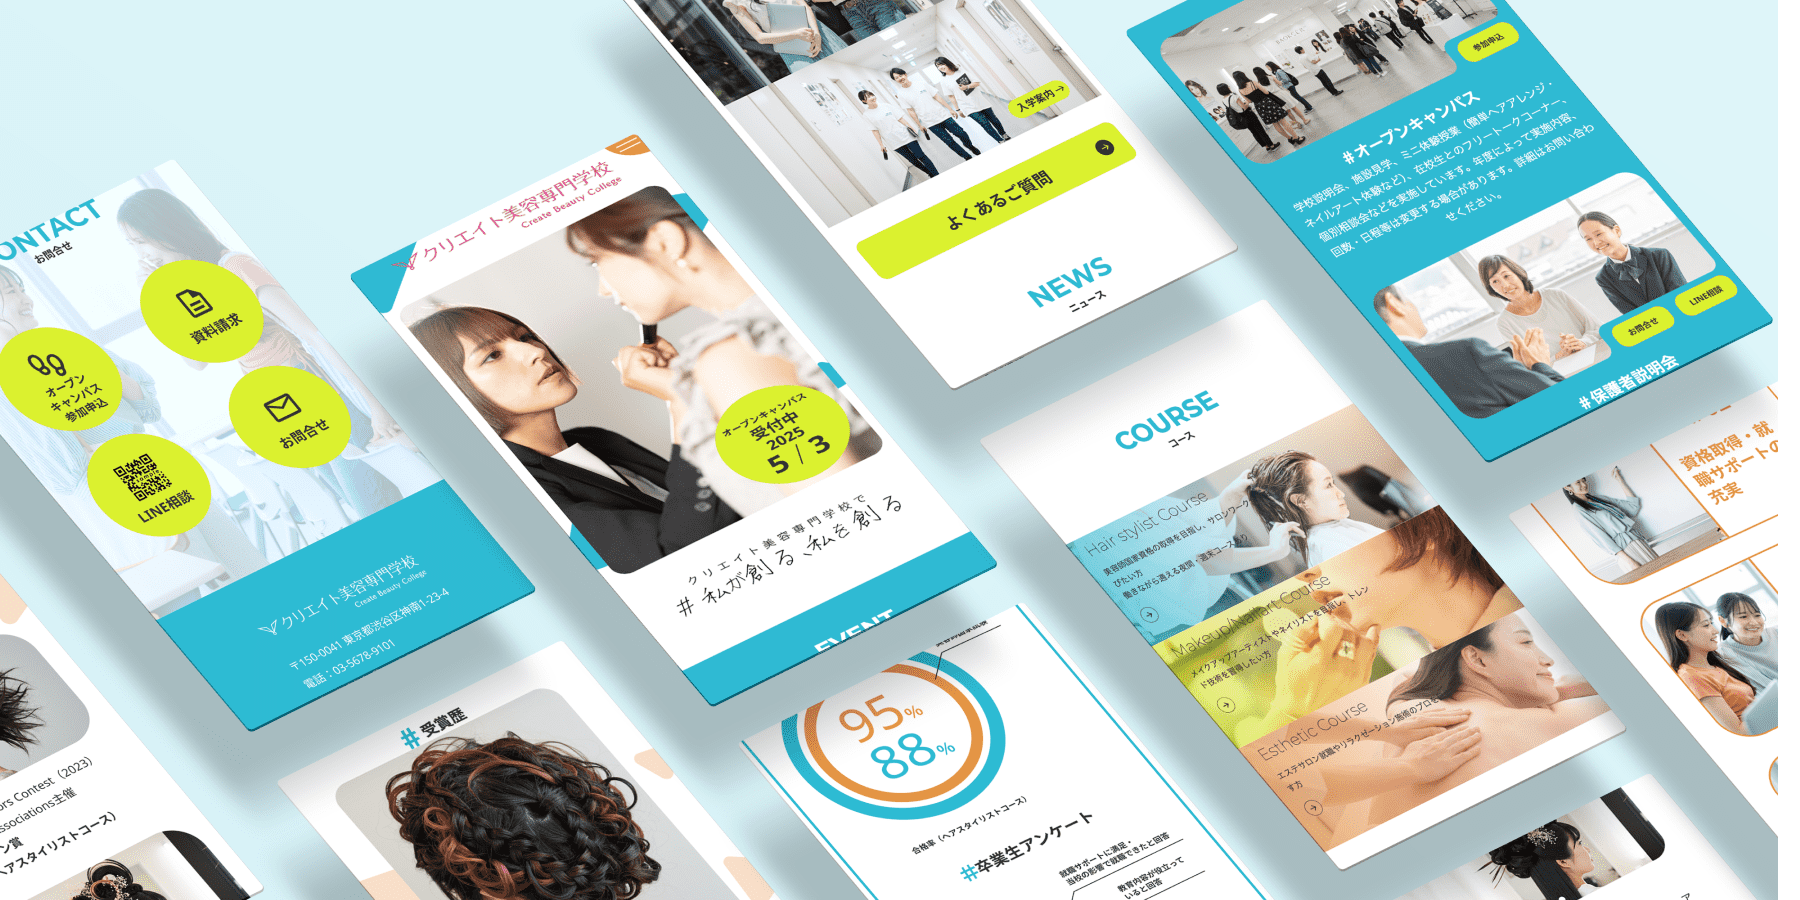 ONTACT
お問合せ
資料請求
オープン
キャンパス
参加申込
お問合せ
LINE相談
クリエイト美容専門学校
Create Beauty College
〒150-0041 東京都渋谷区神南1-23-4
電話：03-5678-9101
クリエイト美容専門学校
Create Beauty College
オープンキャンパス
受付中
2025
5/3
クリエイト美容専門学校で
#私が創る、私を創る
EVENT
入学案内
よくあるご質問
NEWS
ニュース
参加申込
#オープンキャンパス
学校説明会、施設見学、ミニ体験授業（簡単ヘアアレンジ・
ネイルアート体験など）、在校生とのフリートークコーナー、
個別相談会などを実施しています。年度によって実施内容、
回数・日程等は変更する場合があります。詳細はお問い合わ
せください。
お問合せ
LINE相談
#保護者説明会
COURSE
コース
Hair stylist Course
美容師国家資格の取得を目指し、サロンワーク
びたい方
働きながら通える夜間・週末コース
Makeup/Nailart Course
メイクアップアーティストやネイリストを目指し、トレン
ド技術を習得したい方
Esthetic Course
エステサロン就職やリラクゼーション施術のプロを
す方
資格取得・就
職サポートの
充実
#受賞歴
ors Contest（2023）
ssociations主催
ン賞
ヘアスタイリストコース）
95%
88%
合格率（ヘアスタイリストコース）
#卒業生アンケート
就職サポートに満足・
当校の影響で就職できたと回答
教育内容が役立って
いると回答